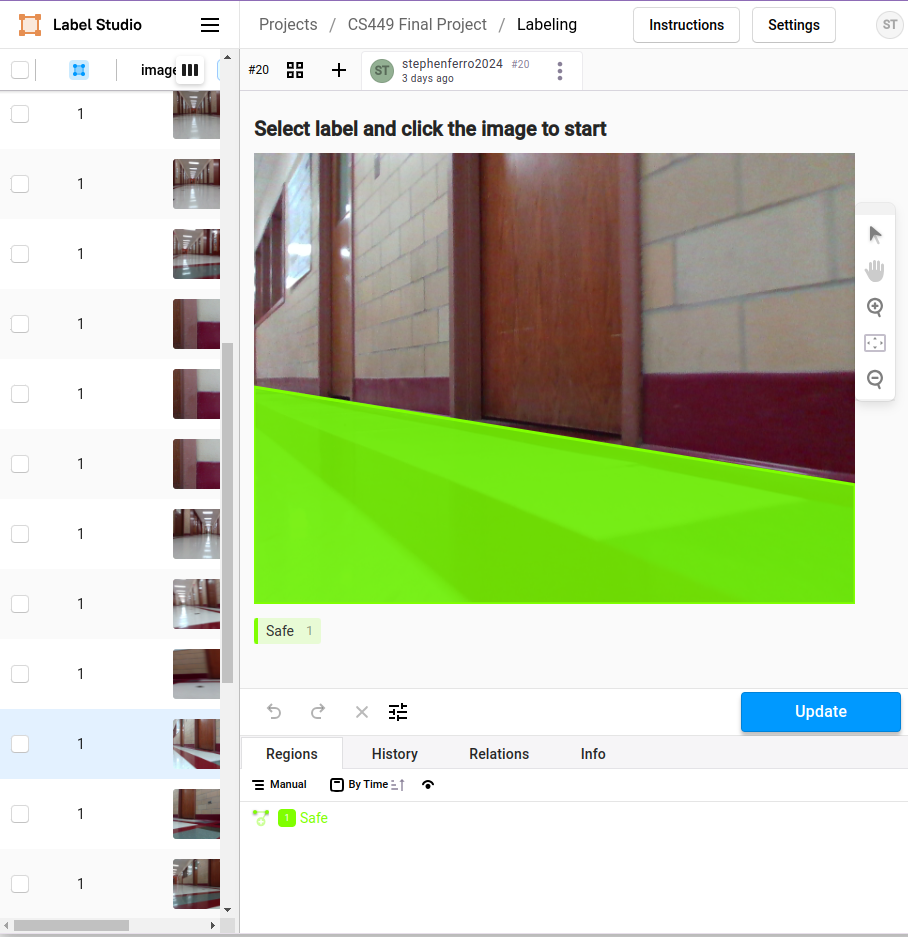 Label Studio
Projects / CS449 Final Project / Labeling
Instructions
Settings
ST
image
#20
ST
stephenferro2024 #20
3 days ago
Select label and click the image to start
1
1
1
1
1
1
1
1
1
1
1
1
Safe 1
Update
Regions
History
Relations
Info
Manual
By Time
1 Safe